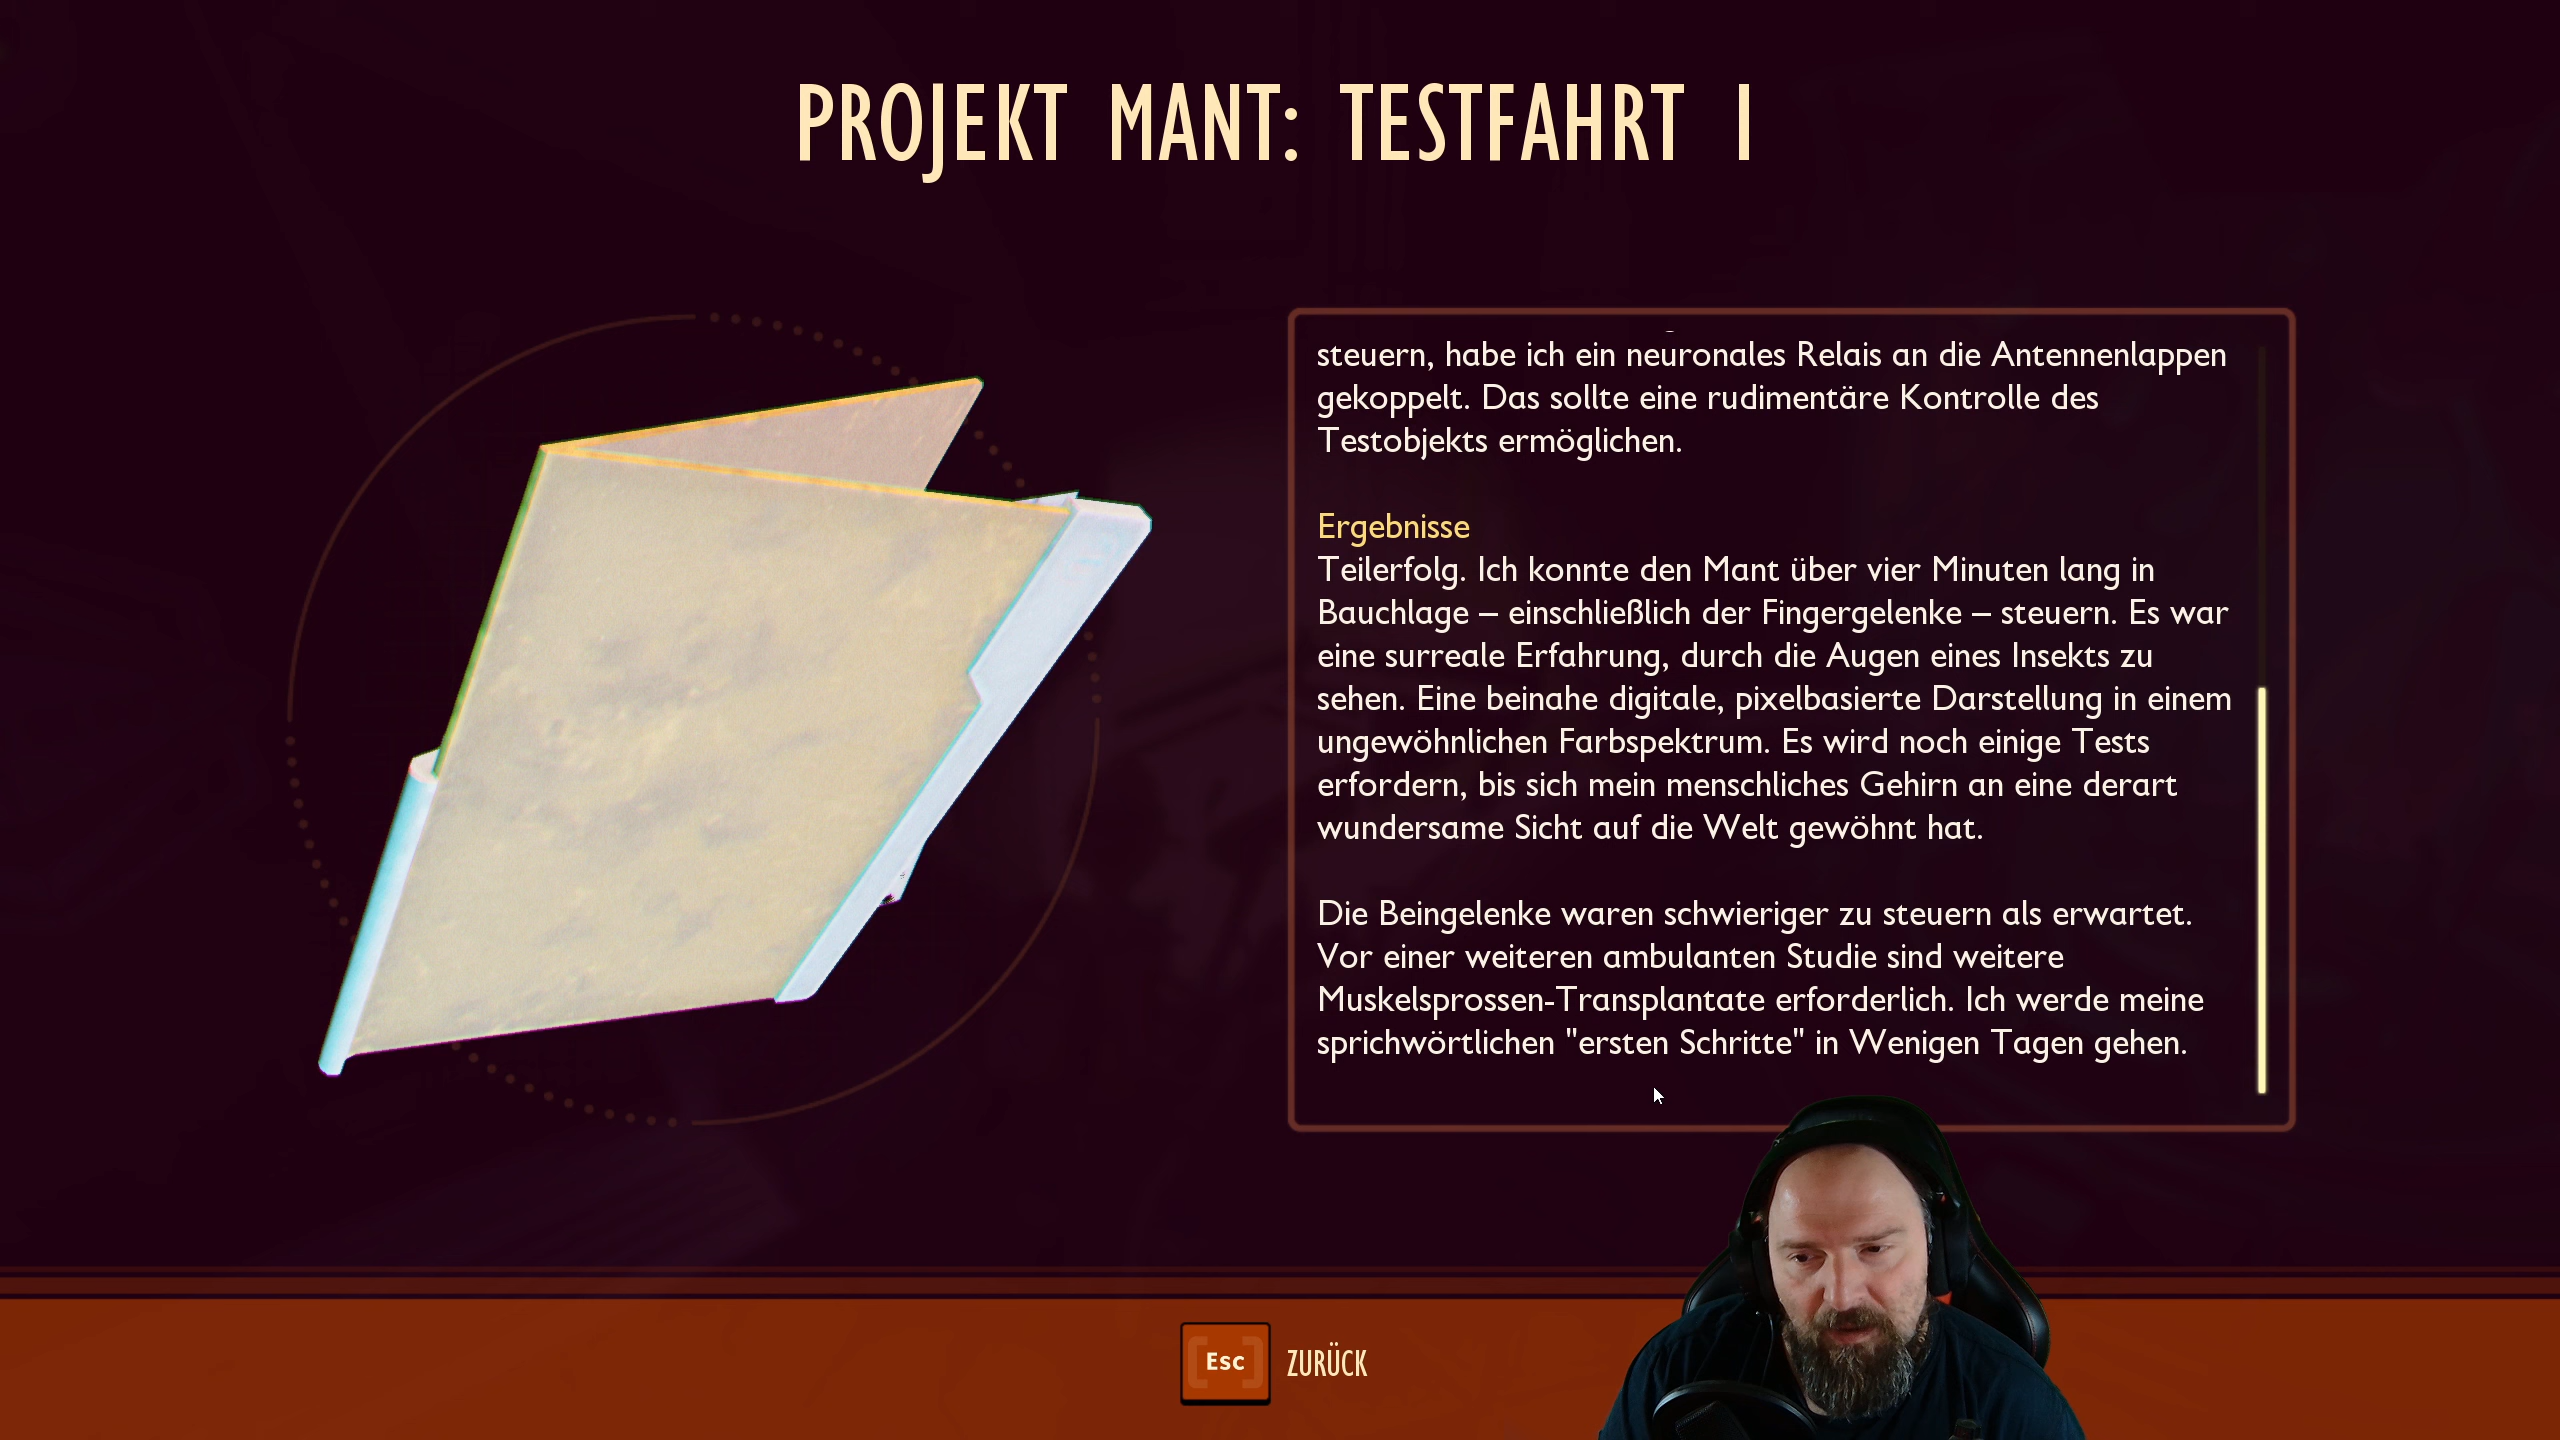 PROJEKT MANT: TESTFAHRT I
steuern, habe ich ein neuronales Relais an die Antennenlappen
gekoppelt. Das sollte eine rudimentäre Kontrolle des
Testobjekts ermöglichen.
Ergebnisse
Teilerfolg. Ich konnte den Mant über vier Minuten lang in
Bauchlage – einschließlich der Fingergelenke – steuern. Es war
eine surreale Erfahrung, durch die Augen eines Insekts zu
sehen. Eine beinahe digitale, pixelbasierte Darstellung in einem
ungewöhnlichen Farbspektrum. Es wird noch einige Tests
erfordern, bis sich mein menschliches Gehirn an eine derart
wundersame Sicht auf die Welt gewöhnt hat.
Die Beingelenke waren schwieriger zu steuern als erwartet.
Vor einer weiteren ambulanten Studie sind weitere
Muskelsprossen-Transplantate erforderlich. Ich werde meine
sprichwörtlichen "ersten Schritte" in Wenigen Tagen gehen.
Esc ZURÜCK